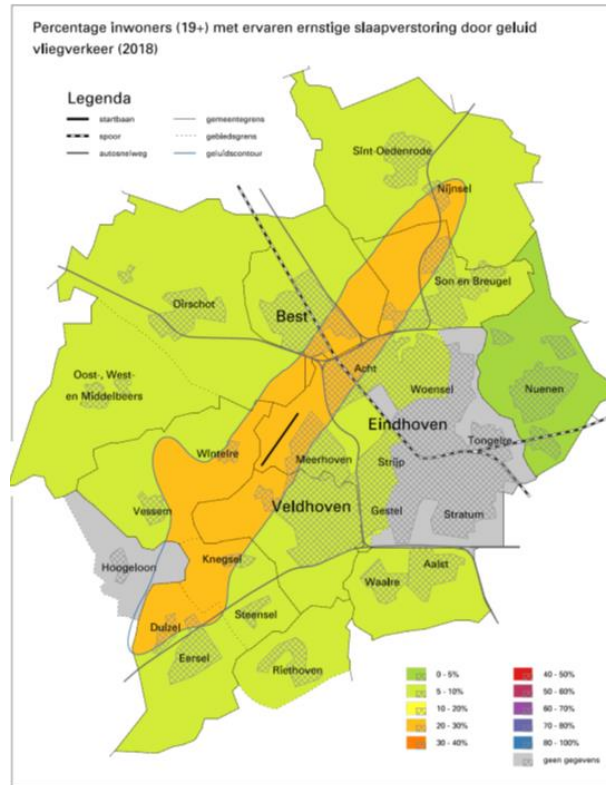 Percentage inwoners (19+) met ervaren ernstige slaapverstoring door geluid
vliegverkeer (2018)
Legenda
startbaan
spoor
autosnelweg
gemeentegrens
gebiedsgrens
geluidscontour
Sint-Oedenrode
Nijnsel
Son en Breugel
Oirschot
Best
Acht
Woensel
Nuenen
Oost-, West-
en Middelbeers
Eindhoven
Tongelre
Wintelre
Meerhoven
Strijp
Veldhoven
Vessem
Gestel
Stratum
Hoogeloon
Knegsel
Aalst
Waalre
Steensel
Duizel
Eersel
Riethoven
0 - 5%
5 - 10%
10 - 20%
20 - 30%
30 - 40%
40 - 50%
50 - 60%
60 - 70%
70 - 80%
80 - 100%
geen gegevens